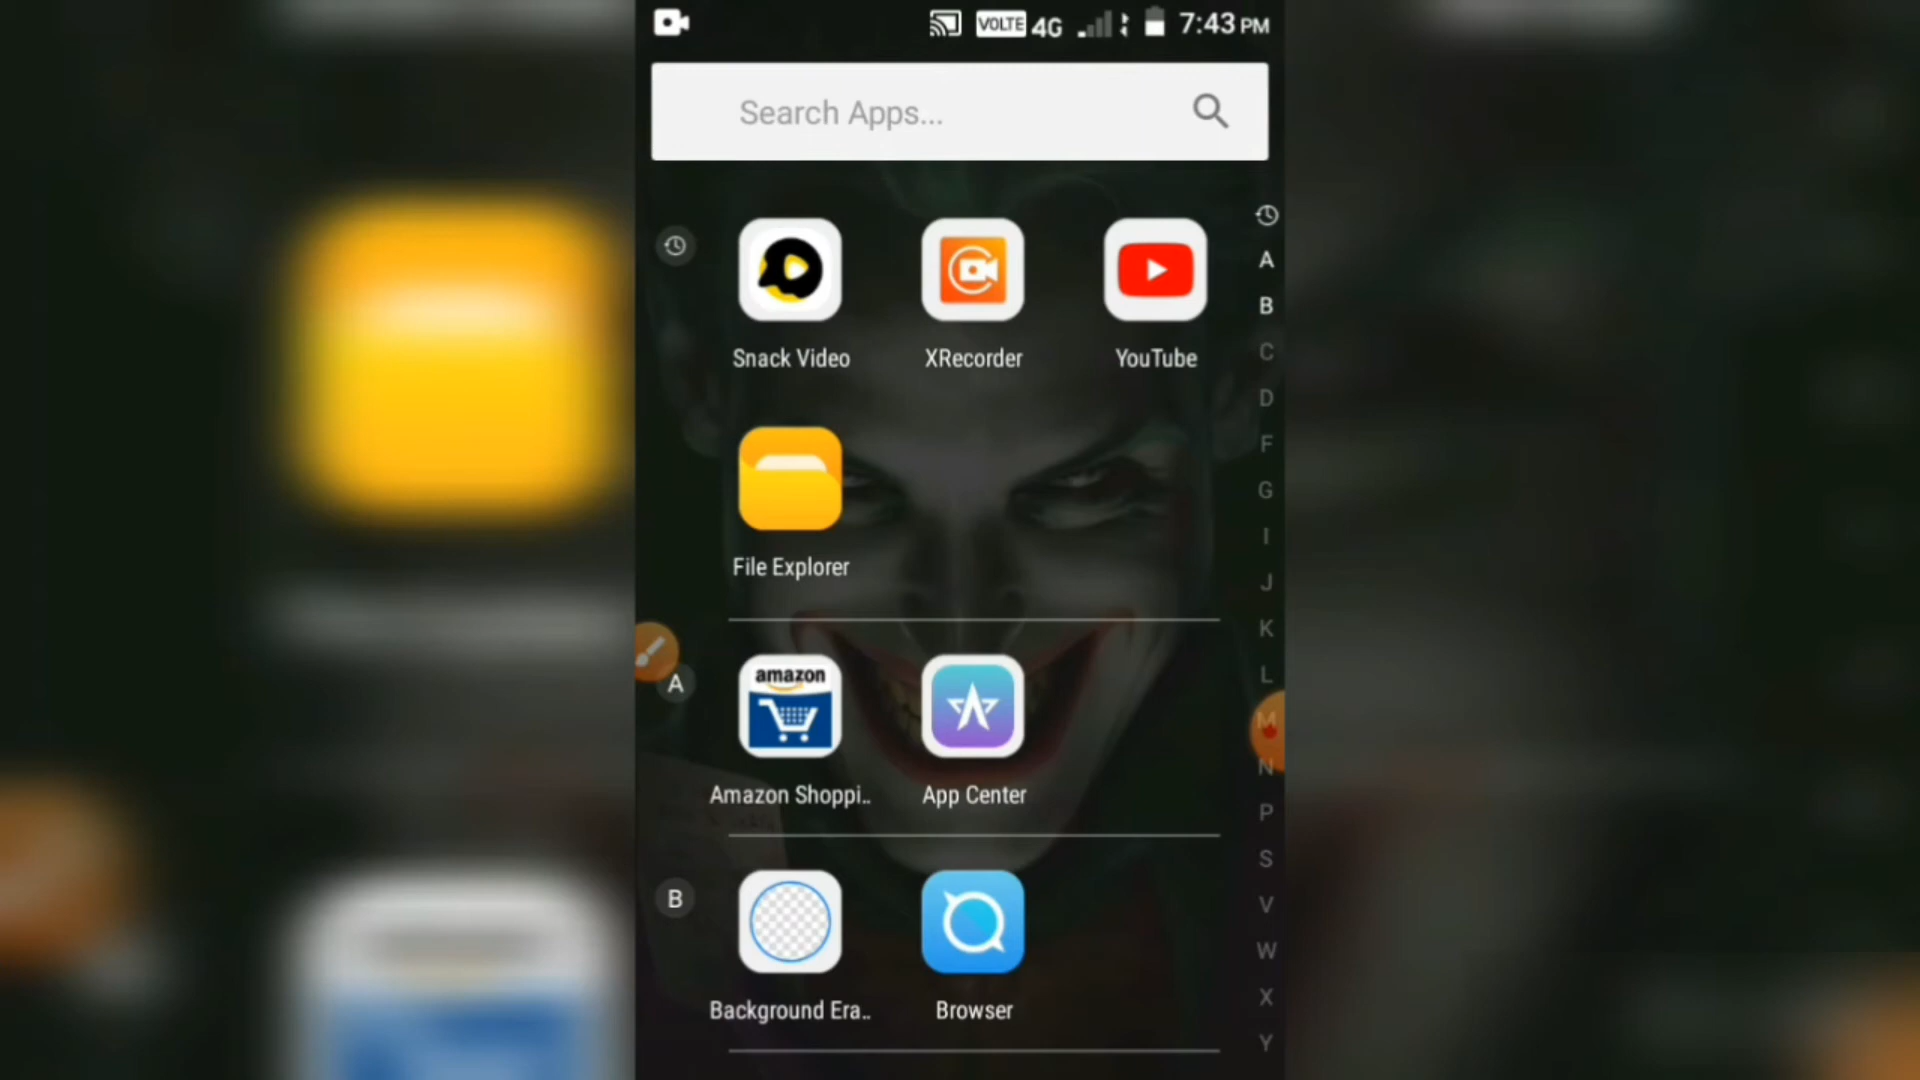 VOLTE 4G 7:43 PM
Search Apps...
Snack Video XRecorder YouTube
File Explorer
A
amazon
Amazon Shoppi.. App Center
B
Background Era.. Browser
A
B
C
D
F
G
I
J
K
L
M
N
P
S
V
W
X
Y